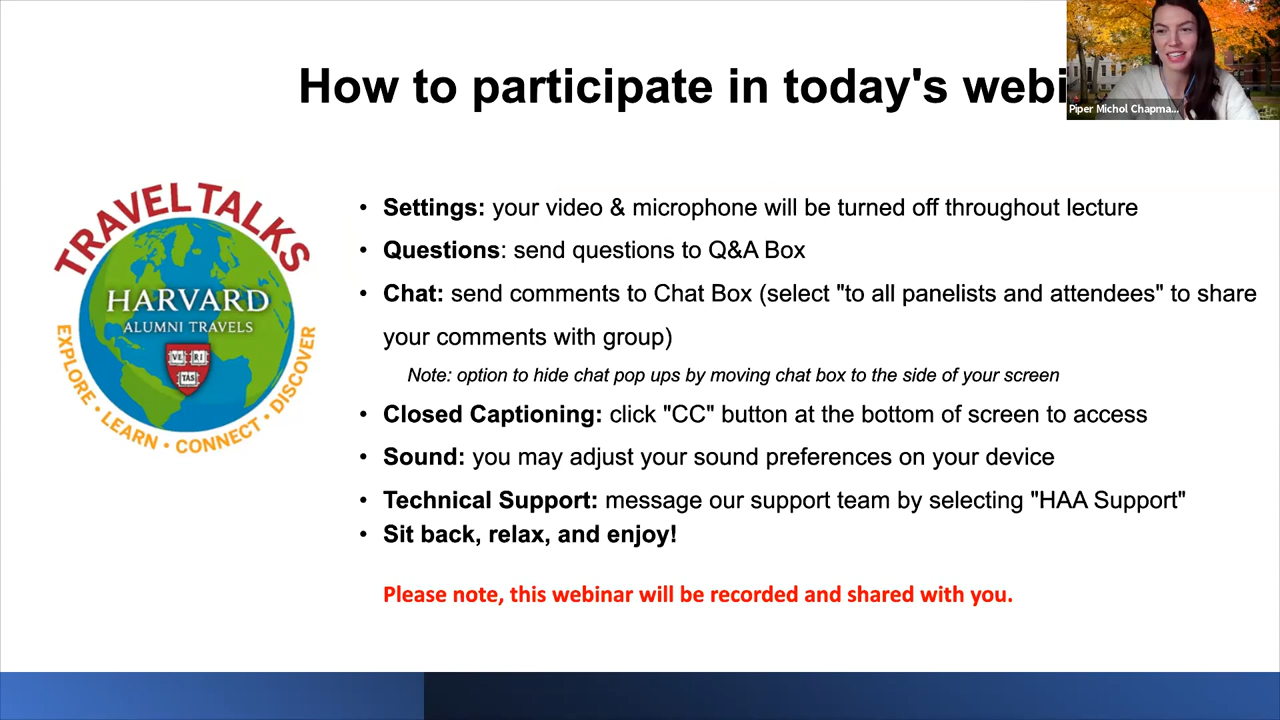 How to participate in today's webi
Piper Michol Chapma...
TRAVEL TALKS
HARVARD
ALUMNI TRAVELS
VE RI
TAS
EXPLORE • LEARN • CONNECT • DISCOVER
• Settings: your video & microphone will be turned off throughout lecture
• Questions: send questions to Q&A Box
• Chat: send comments to Chat Box (select "to all panelists and attendees" to share
your comments with group)
Note: option to hide chat pop ups by moving chat box to the side of your screen
• Closed Captioning: click "CC" button at the bottom of screen to access
• Sound: you may adjust your sound preferences on your device
• Technical Support: message our support team by selecting "HAA Support"
• Sit back, relax, and enjoy!
Please note, this webinar will be recorded and shared with you.